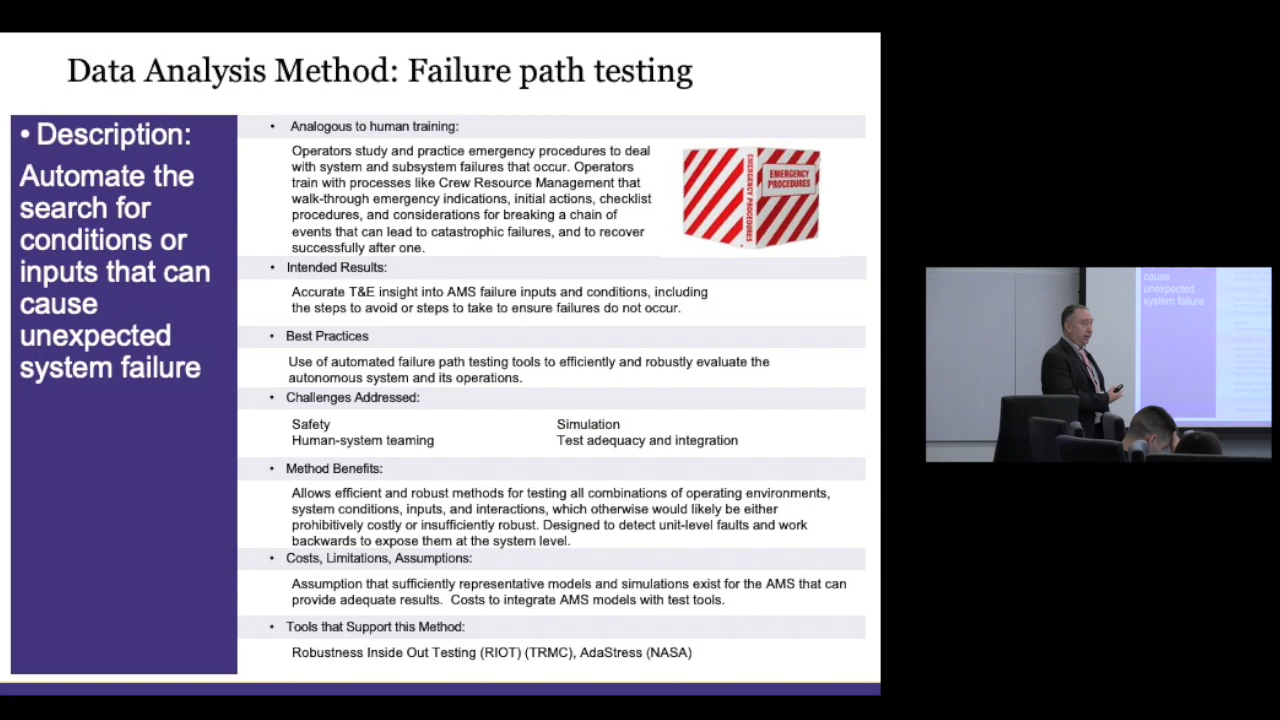 Data Analysis Method: Failure path testing
• Description:
Automate the
search for
conditions or
inputs that can
cause
unexpected
system failure
• Analogous to human training:
Operators study and practice emergency procedures to deal
with system and subsystem failures that occur. Operators
train with processes like Crew Resource Management that
walk-through emergency indications, initial actions, checklist
procedures, and considerations for breaking a chain of
events that can lead to catastrophic failures, and to recover
successfully after one.
EMERGENCY PROCEDURES
EMERGENCY
PROCEDURES
• Intended Results:
Accurate T&E insight into AMS failure inputs and conditions, including
the steps to avoid or steps to take to ensure failures do not occur.
• Best Practices
Use of automated failure path testing tools to efficiently and robustly evaluate the
autonomous system and its operations.
• Challenges Addressed:
Safety
Human-system teaming
Simulation
Test adequacy and integration
• Method Benefits:
Allows efficient and robust methods for testing all combinations of operating environments,
system conditions, inputs, and interactions, which otherwise would likely be either
prohibitively costly or insufficiently robust. Designed to detect unit-level faults and work
backwards to expose them at the system level.
• Costs, Limitations, Assumptions:
Assumption that sufficiently representative models and simulations exist for the AMS that can
provide adequate results. Costs to integrate AMS models with test tools.
• Tools that Support this Method:
Robustness Inside Out Testing (RIOT) (TRMC), AdaStress (NASA)
cause
unexpected
system failure